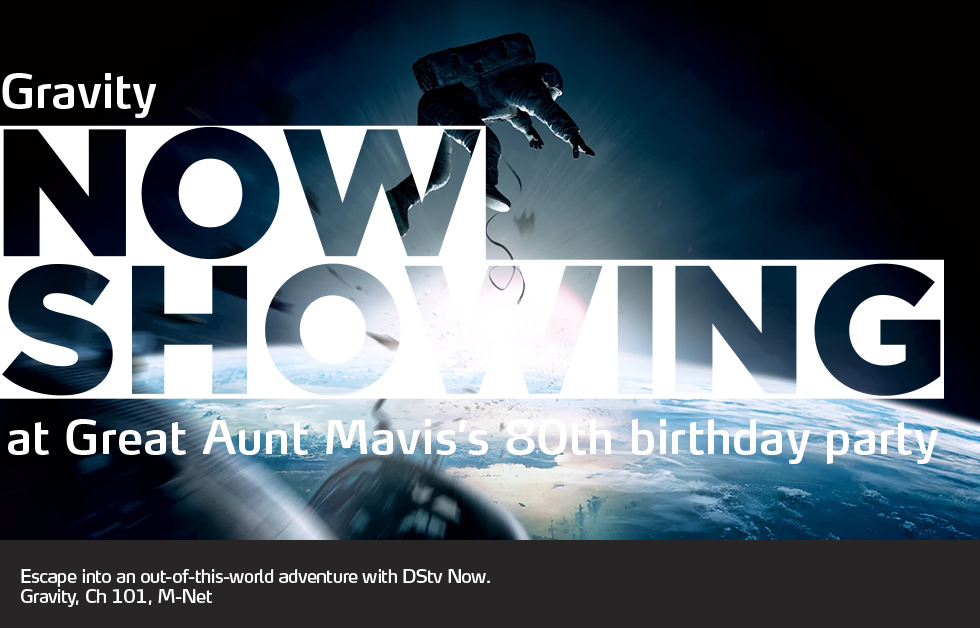 Gravity
NOW
SHOWING
at Great Aunt Mavis's 80th birthday party
Escape into an out-of-this-world adventure with DStv Now.
Gravity, Ch 101, M-Net